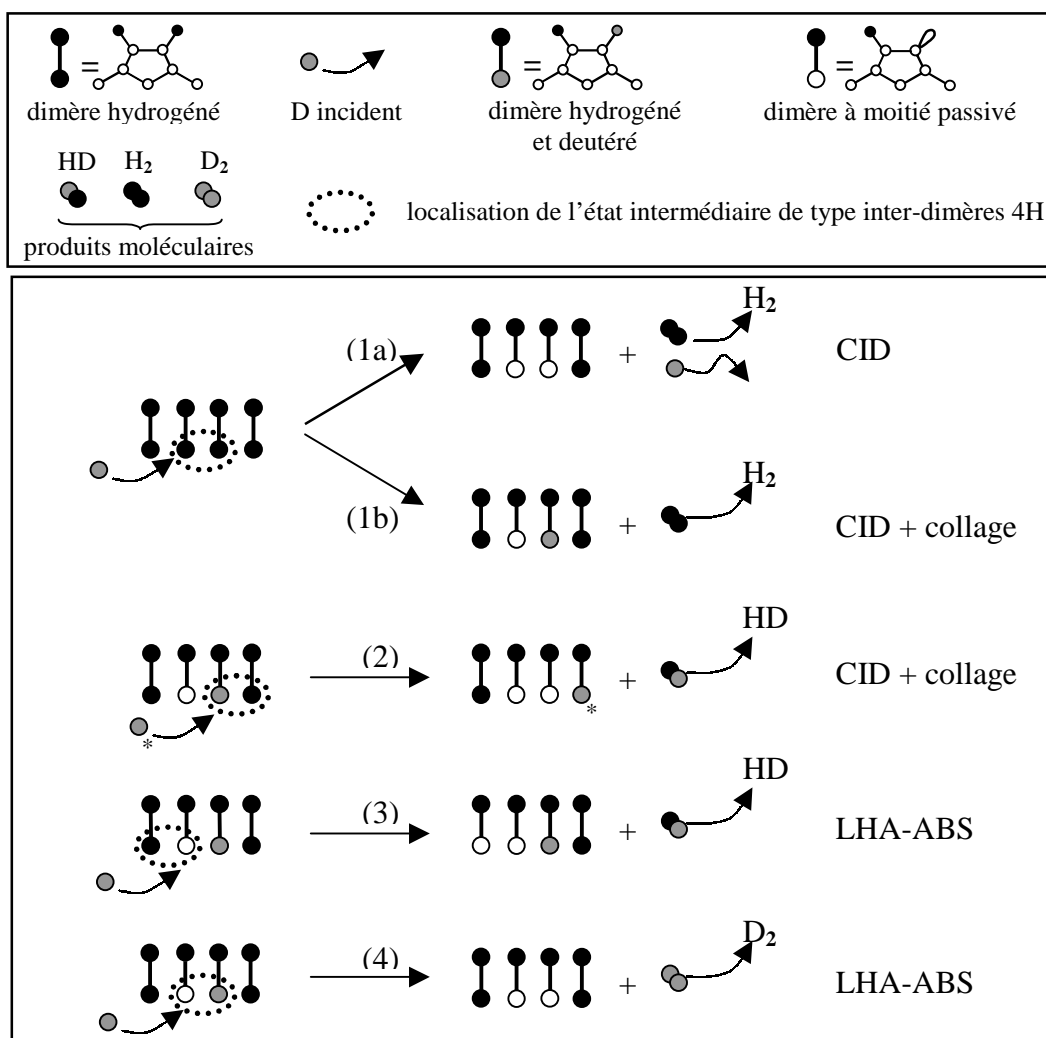 = = =
dimère hydrogéné D incident dimère hydrogéné et deutéré dimère à moitié passivé
HD H₂ D₂
localisation de l'état intermédiaire de type inter-dimères 4H
produits moléculaires
H₂
(1a) + CID
H₂
(1b) + CID + collage
HD
(2) + CID + collage
* *
HD
(3) + LHA-ABS
D₂
(4) + LHA-ABS